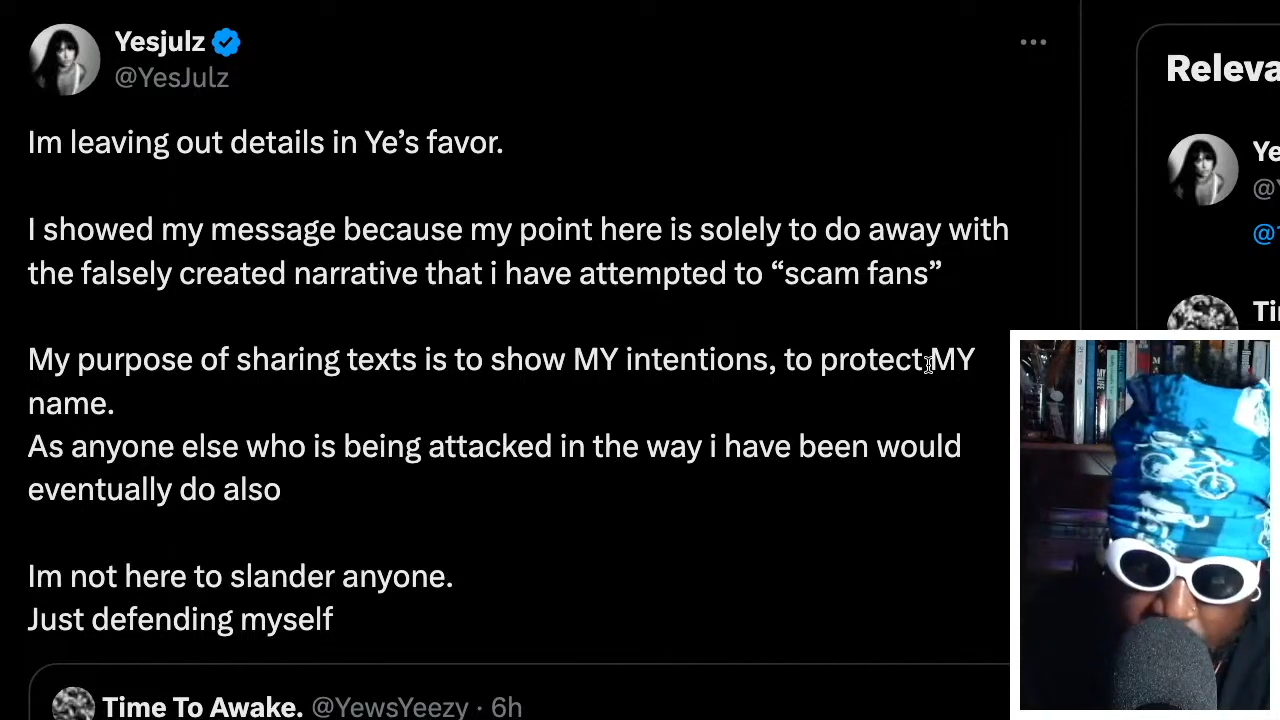 Yesjulz
@YesJulz
Im leaving out details in Ye’s favor.
I showed my message because my point here is solely to do away with
the falsely created narrative that i have attempted to “scam fans”
My purpose of sharing texts is to show MY intentions, to protect MY
name.
As anyone else who is being attacked in the way i have been would
eventually do also
Im not here to slander anyone.
Just defending myself
Time To Awake. @YewsYeezy · 6h
Releva
Ye
@
Ti